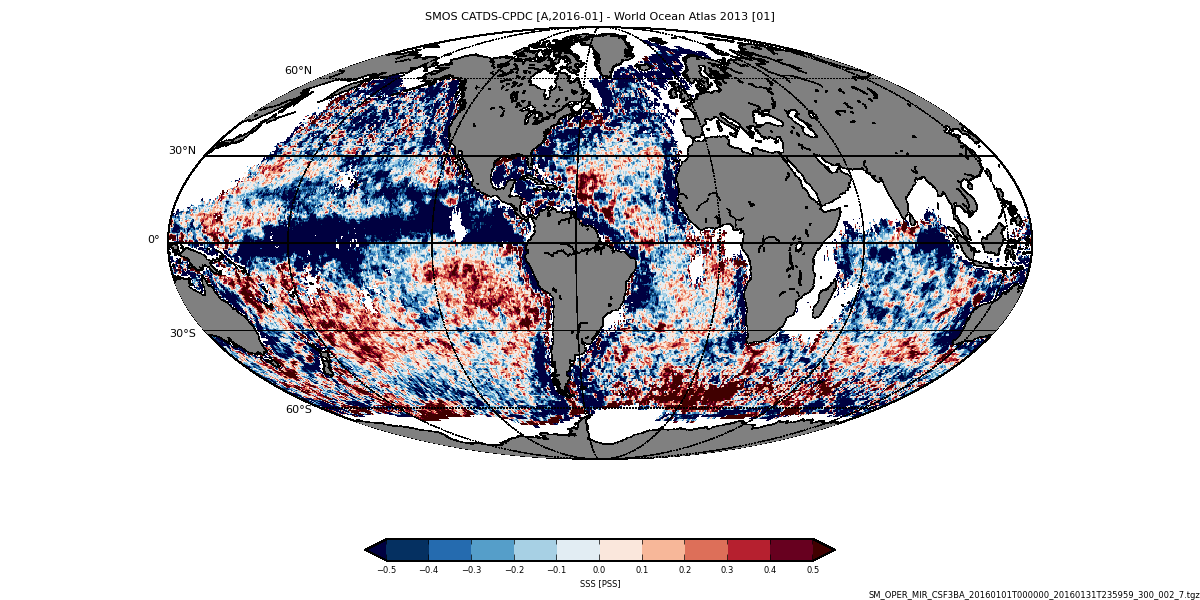 SMOS CATDS-CPDC [A,2016-01] - World Ocean Atlas 2013 [01]
60°N
30°N
0°
30°S
60°S
−0.5 −0.4 −0.3 −0.2 −0.1 0.0 0.1 0.2 0.3 0.4 0.5
SSS [PSS]
SM_OPER_MIR_CSF3BA_20160101T000000_20160131T235959_300_002_7.tgz